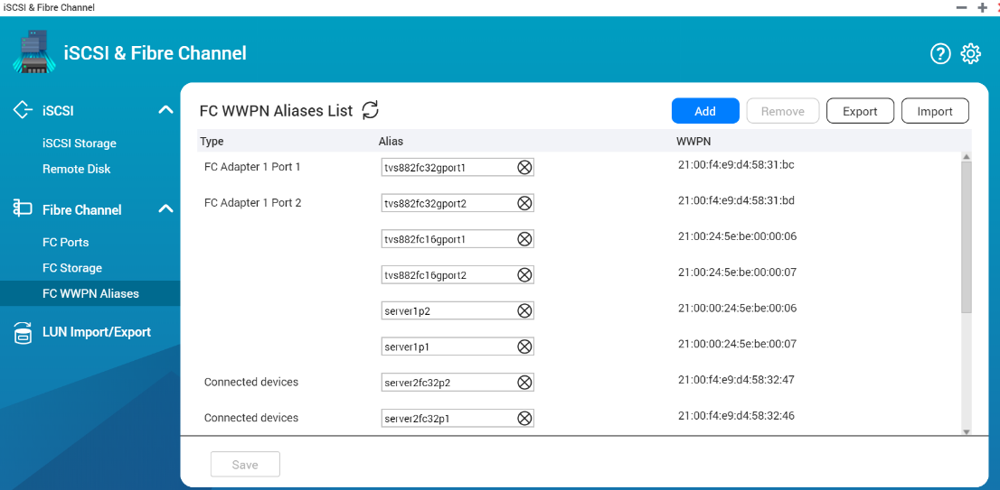 iSCSI & Fibre Channel
iSCSI & Fibre Channel
iSCSI
iSCSI Storage
Remote Disk
Fibre Channel
FC Ports
FC Storage
FC WWPN Aliases
LUN Import/Export
FC WWPN Aliases List
Add Remove Export Import
Type Alias WWPN
FC Adapter 1 Port 1 tvs882fc32gport1 21:00:f4:e9:d4:58:31:bc
FC Adapter 1 Port 2 tvs882fc32gport2 21:00:f4:e9:d4:58:31:bd
tvs882fc16gport1 21:00:24:5e:be:00:00:06
tvs882fc16gport2 21:00:24:5e:be:00:00:07
server1p2 21:00:00:24:5e:be:00:06
server1p1 21:00:00:24:5e:be:00:07
Connected devices server2fc32p2 21:00:f4:e9:d4:58:32:47
Connected devices server2fc32p1 21:00:f4:e9:d4:58:32:46
Save